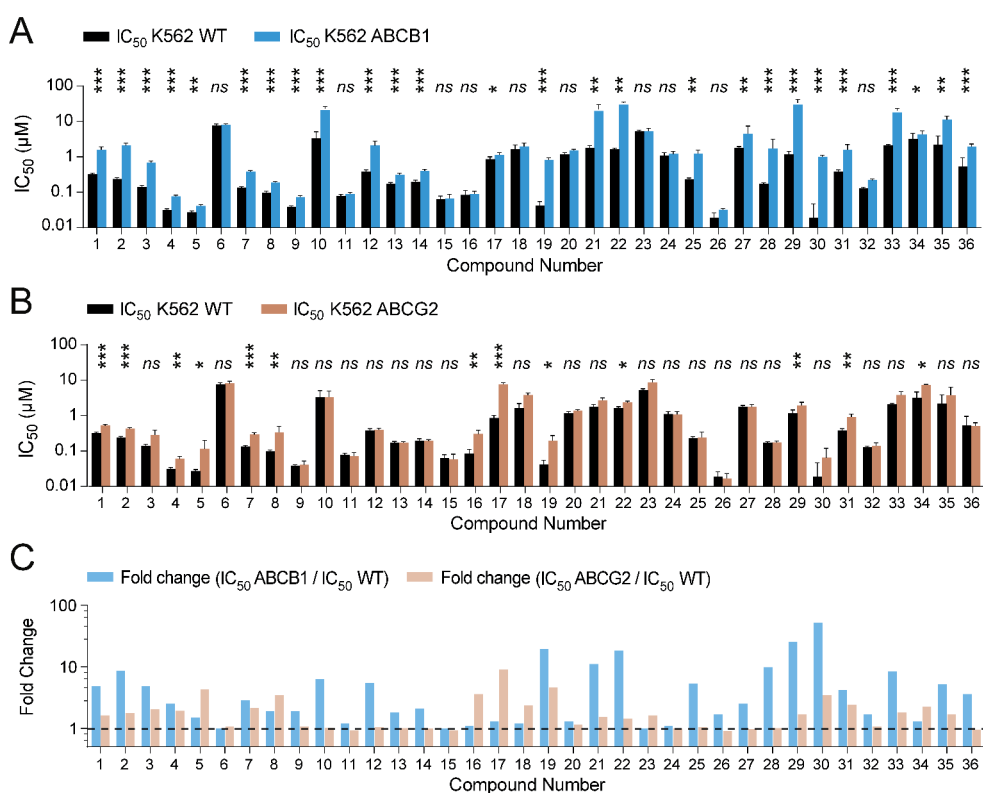 A
IC50 K562 WT IC50 K562 ABCB1
*** *** *** *** ** ns *** *** *** *** ns *** *** *** ns ns * ns *** ns ** ** ns ns ** ns ** *** *** *** *** ns *** * ** ***
IC50 (µM)
100
10
1
0.1
0.01
1 2 3 4 5 6 7 8 9 10 11 12 13 14 15 16 17 18 19 20 21 22 23 24 25 26 27 28 29 30 31 32 33 34 35 36
Compound Number
B
IC50 K562 WT IC50 K562 ABCG2
*** *** ns ** * ns *** ** ns ns ns ns ns ns ns ** *** ns * ns ns * ns ns ns ns ns ns ** ns ** ns ns * ns ns
IC50 (µM)
100
10
1
0.1
0.01
1 2 3 4 5 6 7 8 9 10 11 12 13 14 15 16 17 18 19 20 21 22 23 24 25 26 27 28 29 30 31 32 33 34 35 36
Compound Number
C
Fold change (IC50 ABCB1 / IC50 WT) Fold change (IC50 ABCG2 / IC50 WT)
Fold Change
100
10
1
1 2 3 4 5 6 7 8 9 10 11 12 13 14 15 16 17 18 19 20 21 22 23 24 25 26 27 28 29 30 31 32 33 34 35 36
Compound Number